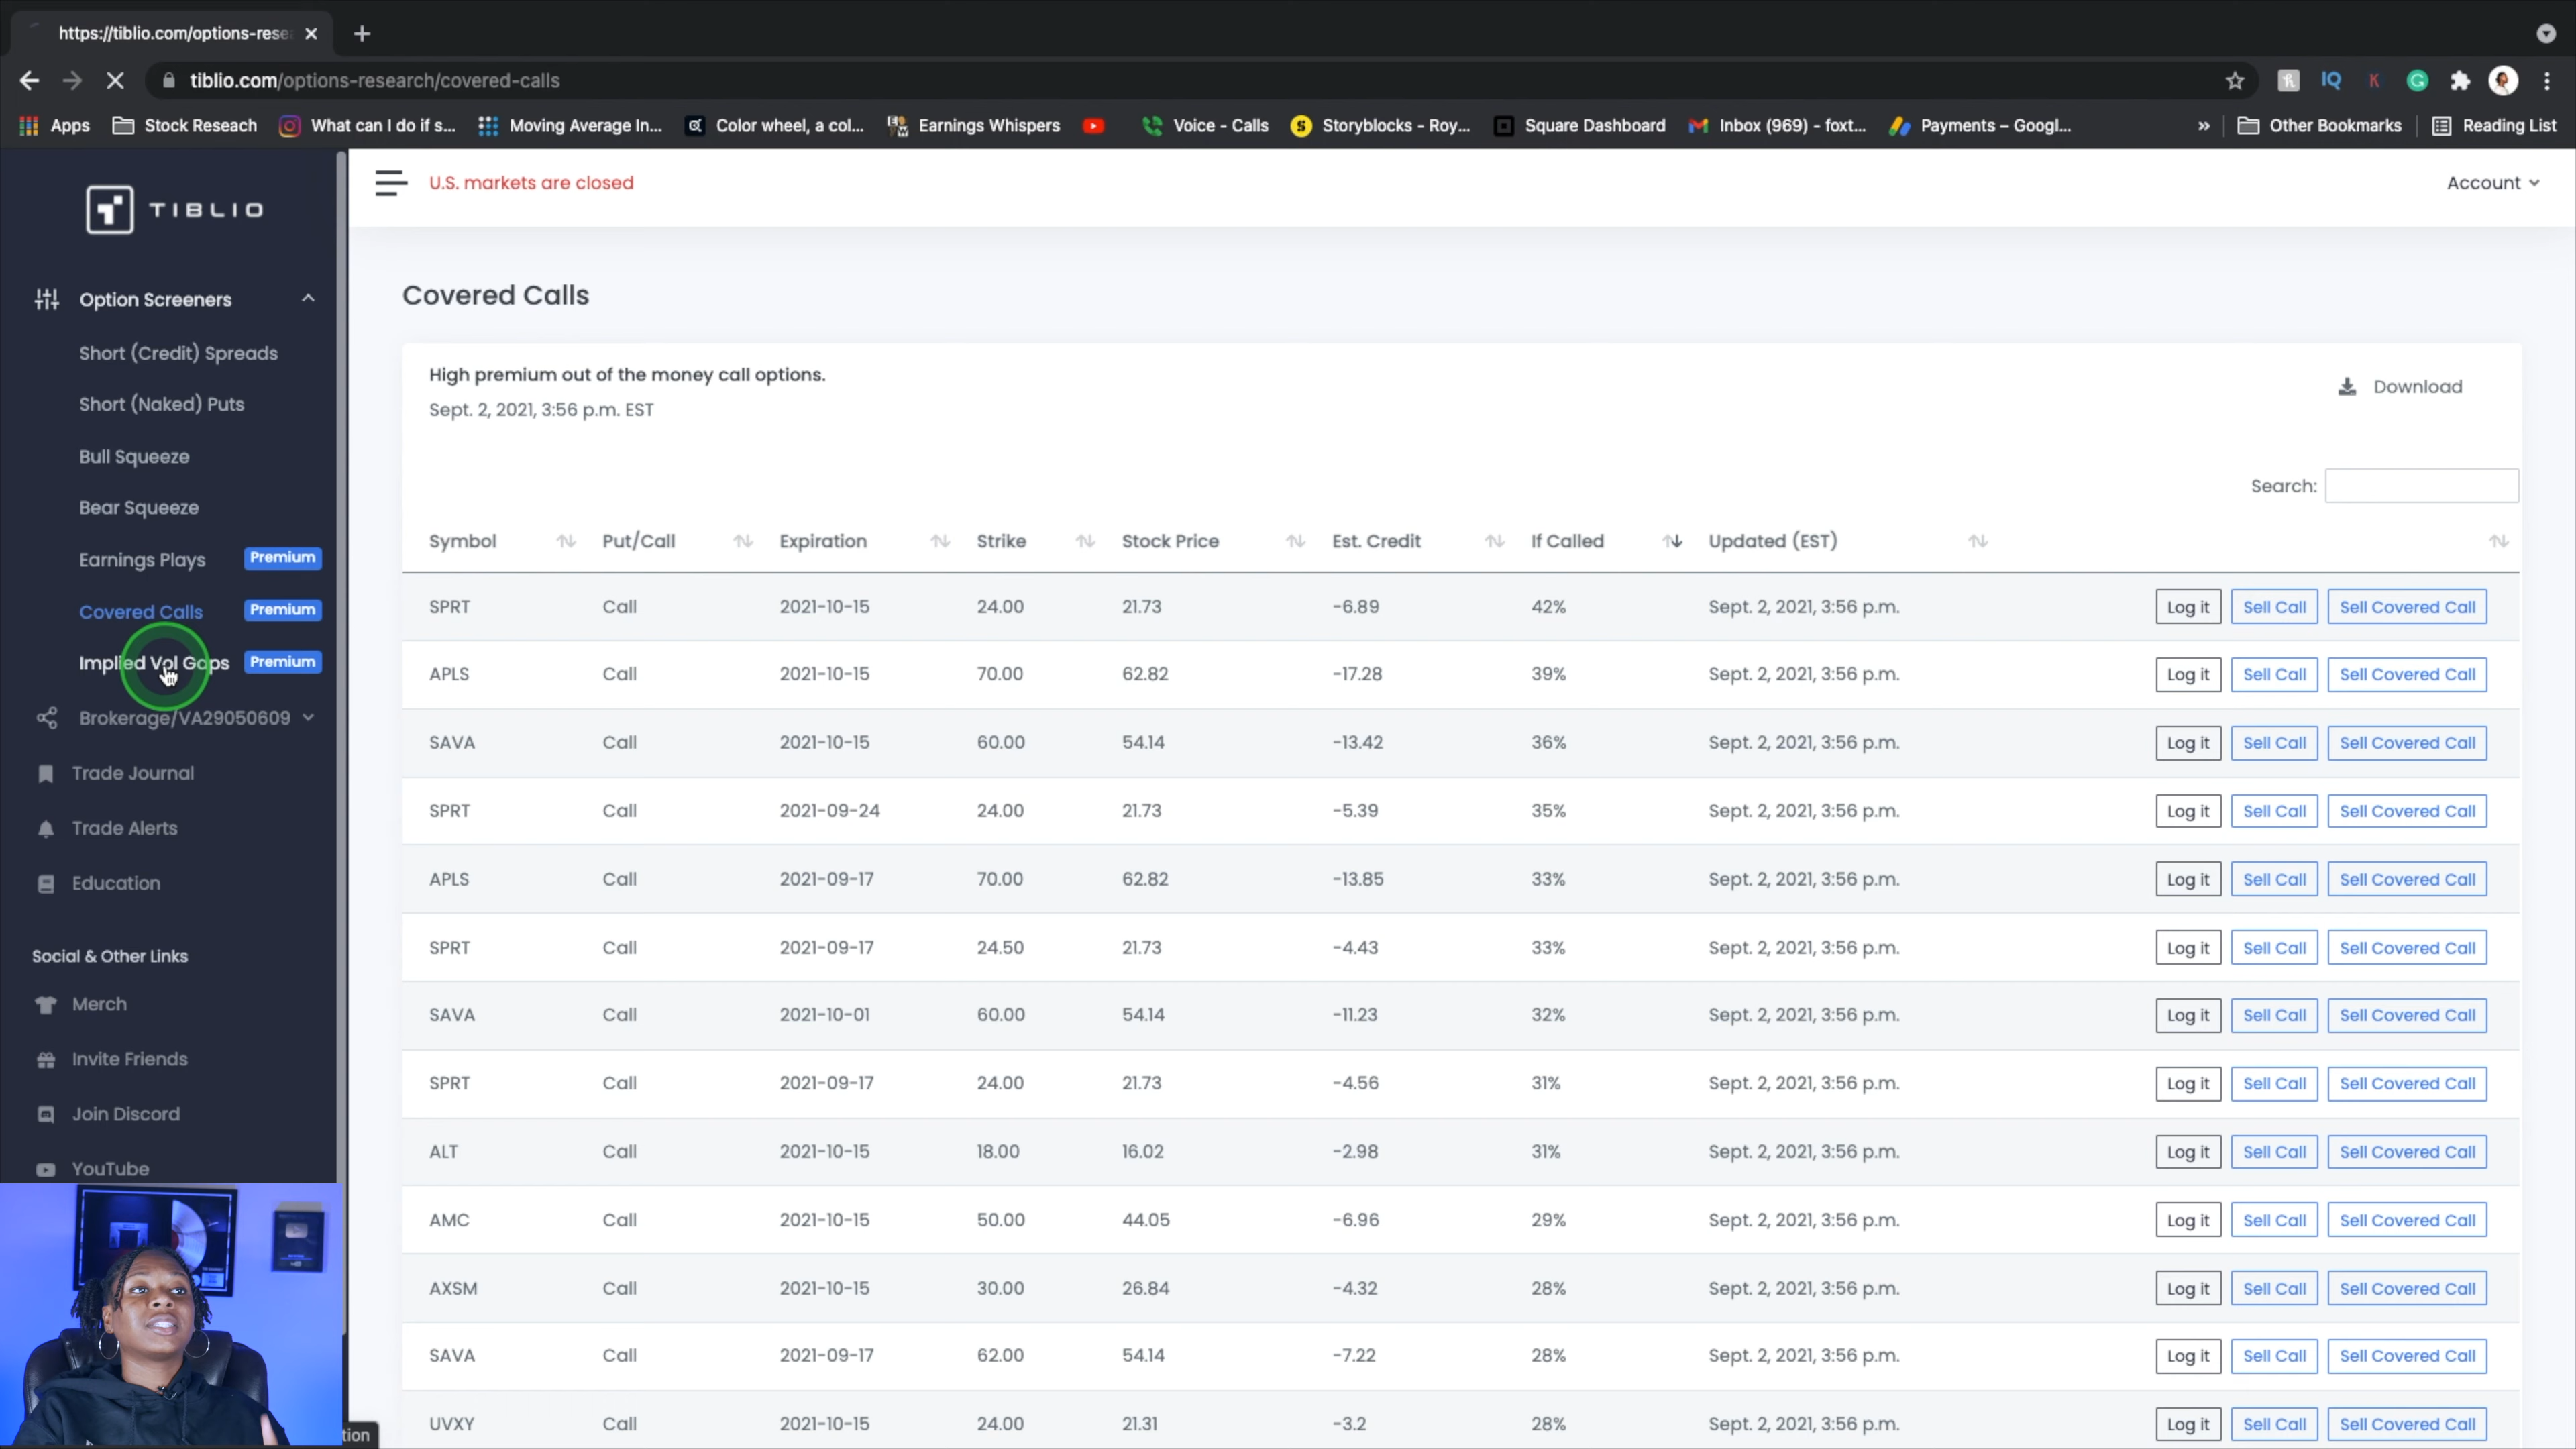 https://tiblio.com/options-rese
tiblio.com/options-research/covered-calls
Apps Stock Reseach What can I do if s... Moving Average In... Color wheel, a col... Earnings Whispers Voice - Calls Storyblocks - Roy... Square Dashboard Inbox (969) - foxt... Payments – Googl... » Other Bookmarks Reading List
TIBLIO
U.S. markets are closed
Account
Option Screeners
Short (Credit) Spreads
Short (Naked) Puts
Bull Squeeze
Bear Squeeze
Earnings Plays Premium
Covered Calls Premium
Implied Vol Gaps Premium
Brokerage/VA29050609
Trade Journal
Trade Alerts
Education
Social & Other Links
Merch
Invite Friends
Join Discord
YouTube
Covered Calls
High premium out of the money call options.
Sept. 2, 2021, 3:56 p.m. EST
Download
Search:
Symbol Put/Call Expiration Strike Stock Price Est. Credit If Called Updated (EST)
SPRT Call 2021-10-15 24.00 21.73 -6.89 42% Sept. 2, 2021, 3:56 p.m. Log it Sell Call Sell Covered Call
APLS Call 2021-10-15 70.00 62.82 -17.28 39% Sept. 2, 2021, 3:56 p.m. Log it Sell Call Sell Covered Call
SAVA Call 2021-10-15 60.00 54.14 -13.42 36% Sept. 2, 2021, 3:56 p.m. Log it Sell Call Sell Covered Call
SPRT Call 2021-09-24 24.00 21.73 -5.39 35% Sept. 2, 2021, 3:56 p.m. Log it Sell Call Sell Covered Call
APLS Call 2021-09-17 70.00 62.82 -13.85 33% Sept. 2, 2021, 3:56 p.m. Log it Sell Call Sell Covered Call
SPRT Call 2021-09-17 24.50 21.73 -4.43 33% Sept. 2, 2021, 3:56 p.m. Log it Sell Call Sell Covered Call
SAVA Call 2021-10-01 60.00 54.14 -11.23 32% Sept. 2, 2021, 3:56 p.m. Log it Sell Call Sell Covered Call
SPRT Call 2021-09-17 24.00 21.73 -4.56 31% Sept. 2, 2021, 3:56 p.m. Log it Sell Call Sell Covered Call
ALT Call 2021-10-15 18.00 16.02 -2.98 31% Sept. 2, 2021, 3:56 p.m. Log it Sell Call Sell Covered Call
AMC Call 2021-10-15 50.00 44.05 -6.96 29% Sept. 2, 2021, 3:56 p.m. Log it Sell Call Sell Covered Call
AXSM Call 2021-10-15 30.00 26.84 -4.32 28% Sept. 2, 2021, 3:56 p.m. Log it Sell Call Sell Covered Call
SAVA Call 2021-09-17 62.00 54.14 -7.22 28% Sept. 2, 2021, 3:56 p.m. Log it Sell Call Sell Covered Call
UVXY Call 2021-10-15 24.00 21.31 -3.2 28% Sept. 2, 2021, 3:56 p.m. Log it Sell Call Sell Covered Call
tion